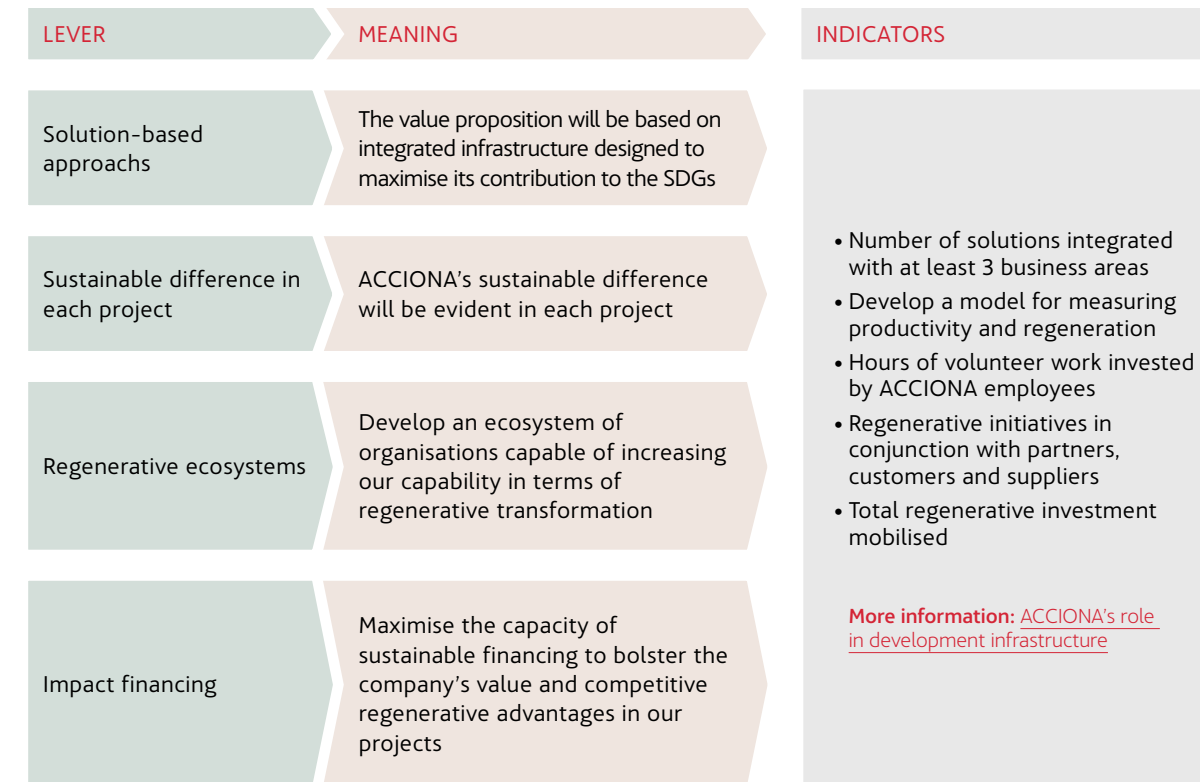 LEVER
MEANING
INDICATORS
Solution-based
approachs
The value proposition will be based on
integrated infrastructure designed to
maximise its contribution to the SDGs
Sustainable difference in
each project
ACCIONA’s sustainable difference
will be evident in each project
Regenerative ecosystems
Develop an ecosystem of
organisations capable of increasing
our capability in terms of
regenerative transformation
Impact financing
Maximise the capacity of
sustainable financing to bolster the
company’s value and competitive
regenerative advantages in our
projects
• Number of solutions integrated
with at least 3 business areas
• Develop a model for measuring
productivity and regeneration
• Hours of volunteer work invested
by ACCIONA employees
• Regenerative initiatives in
conjunction with partners,
customers and suppliers
• Total regenerative investment
mobilised
More information: ACCIONA’s role
in development infrastructure